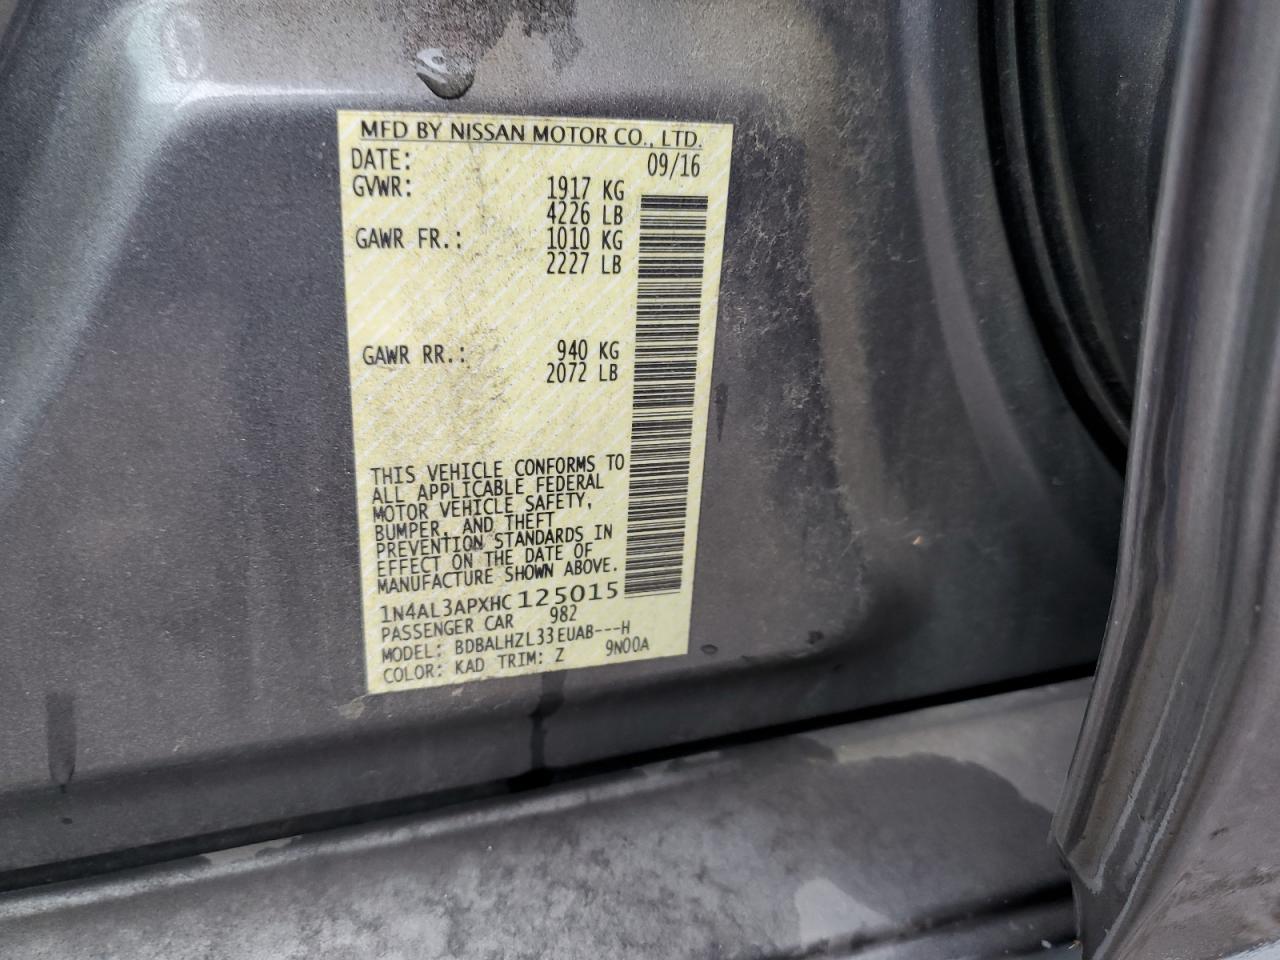 MFD BY NISSAN MOTOR CO., LTD.
DATE: 09/16
GVWR: 1917 KG
4226 LB
GAWR FR.: 1010 KG
2227 LB
GAWR RR.: 940 KG
2072 LB
THIS VEHICLE CONFORMS TO
ALL APPLICABLE FEDERAL
MOTOR VEHICLE SAFETY,
BUMPER, AND THEFT
PREVENTION STANDARDS IN
EFFECT ON THE DATE OF
MANUFACTURE SHOWN ABOVE.
1N4AL3APXHC125015
PASSENGER CAR 982
MODEL: BDBALHZL33EUAB---H
COLOR: KAD TRIM: Z 9N00A